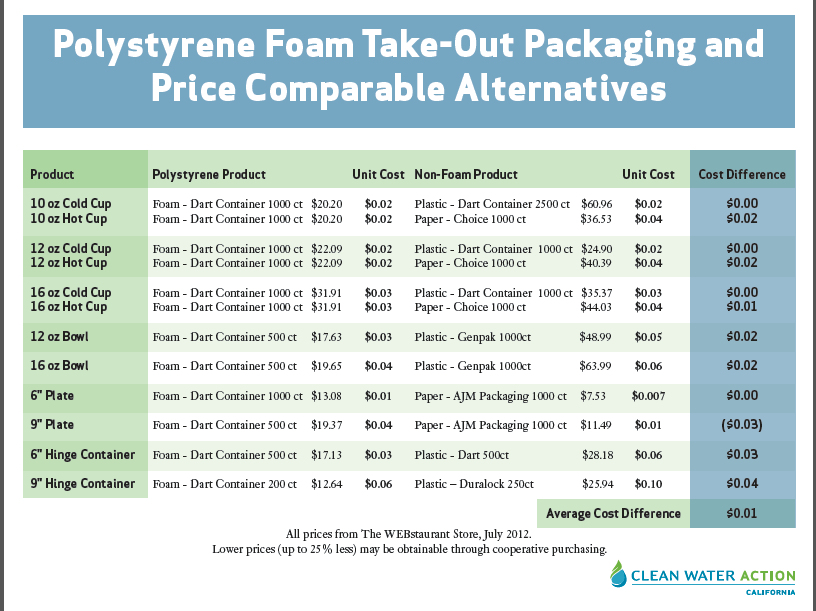 Polystyrene Foam Take-Out Packaging and
Price Comparable Alternatives
Product Polystyrene Product Unit Cost Non-Foam Product Unit Cost Cost Difference
10 oz Cold Cup Foam - Dart Container 1000 ct $20.20 $0.02 Plastic - Dart Container 2500 ct $60.96 $0.02 $0.00
10 oz Hot Cup Foam - Dart Container 1000 ct $20.20 $0.02 Paper - Choice 1000 ct $36.53 $0.04 $0.02
12 oz Cold Cup Foam - Dart Container 1000 ct $22.09 $0.02 Plastic - Dart Container 1000 ct $24.90 $0.02 $0.00
12 oz Hot Cup Foam - Dart Container 1000 ct $22.09 $0.02 Paper - Choice 1000 ct $40.39 $0.04 $0.02
16 oz Cold Cup Foam - Dart Container 1000 ct $31.91 $0.03 Plastic - Dart Container 1000 ct $35.37 $0.03 $0.00
16 oz Hot Cup Foam - Dart Container 1000 ct $31.91 $0.03 Paper - Choice 1000 ct $44.03 $0.04 $0.01
12 oz Bowl Foam - Dart Container 500 ct $17.63 $0.03 Plastic - Genpak 1000ct $48.99 $0.05 $0.02
16 oz Bowl Foam - Dart Container 500 ct $19.65 $0.04 Plastic - Genpak 1000ct $63.99 $0.06 $0.02
6" Plate Foam - Dart Container 1000 ct $13.08 $0.01 Paper - AJM Packaging 1000 ct $7.53 $0.007 $0.00
9" Plate Foam - Dart Container 500 ct $19.37 $0.04 Paper - AJM Packaging 1000 ct $11.49 $0.01 ($0.03)
6" Hinge Container Foam - Dart Container 500 ct $17.13 $0.03 Plastic - Dart 500ct $28.18 $0.06 $0.03
9" Hinge Container Foam - Dart Container 200 ct $12.64 $0.06 Plastic – Duralock 250ct $25.94 $0.10 $0.04
Average Cost Difference $0.01
All prices from The WEBstaurant Store, July 2012.
Lower prices (up to 25% less) may be obtainable through cooperative purchasing.
CLEAN WATER ACTION
CALIFORNIA